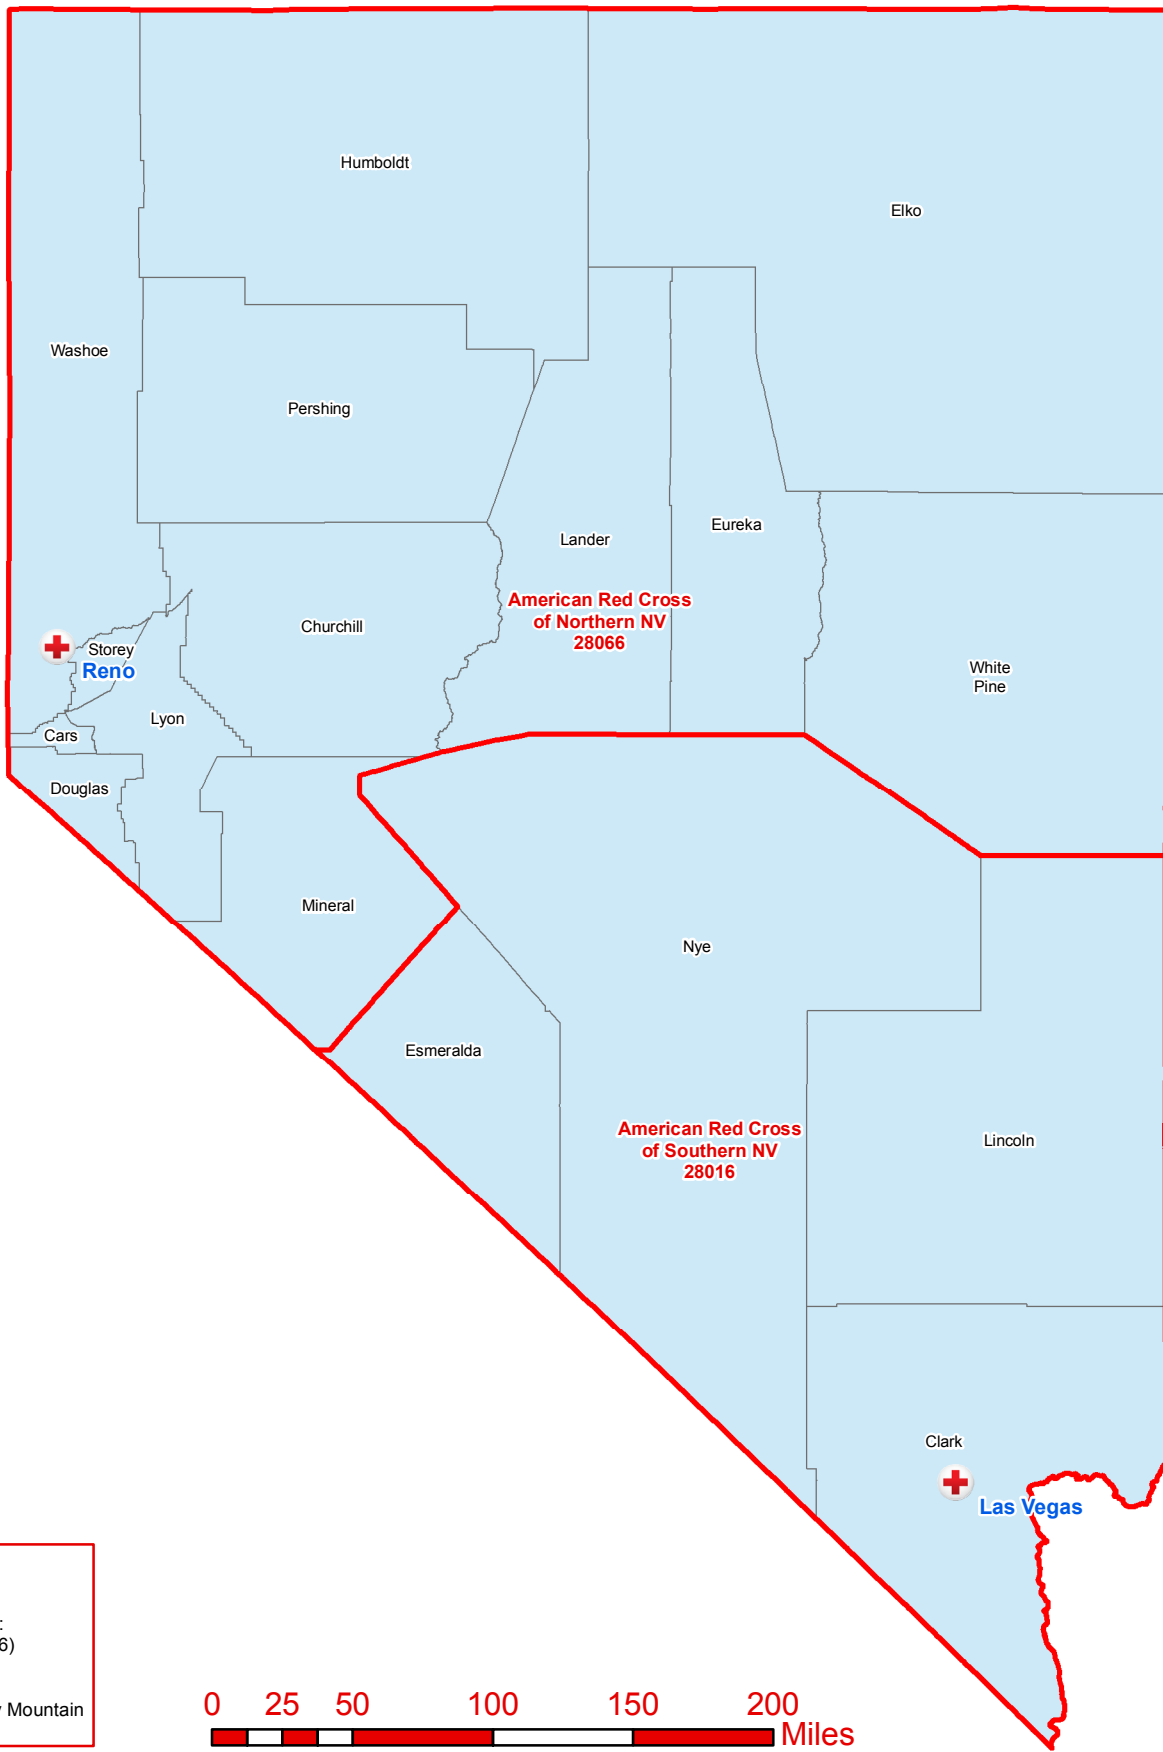 Humboldt
Elko
Washoe
Pershing
Lander
Eureka
American Red Cross
of Northern NV
28066
Churchill
Storey
Reno
White
Pine
Lyon
Cars
Douglas
Mineral
Nye
Esmeralda
American Red Cross
of Southern NV
28016
Lincoln
Clark
Las Vegas
:
6)
Mountain
0 25 50 100 150 200
Miles